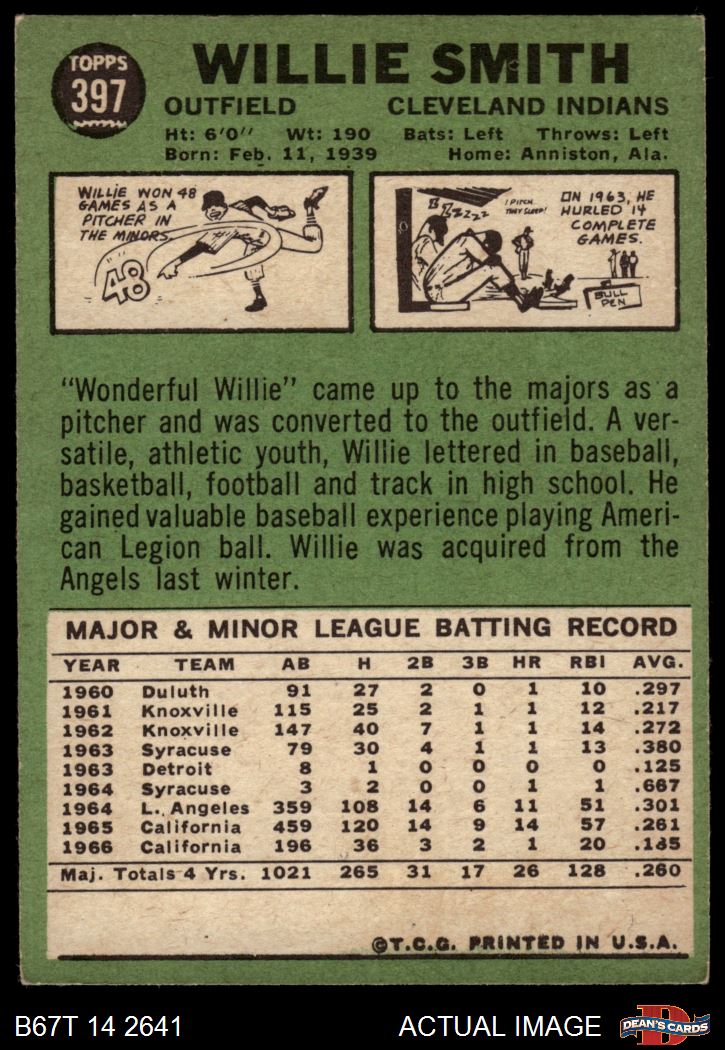 TOPPS
397
WILLIE SMITH
OUTFIELD CLEVELAND INDIANS
Ht: 6'0" Wt: 190 Bats: Left Throws: Left
Born: Feb. 11, 1939 Home: Anniston, Ala.
WILLIE WON 48
GAMES AS A
PITCHER IN
THE MINORS.
48
ZZZZZZ
I PITCH
THEY SLEEP!
IN 1963, HE
HURLED 14
COMPLETE
GAMES.
BULL
PEN
"Wonderful Willie" came up to the majors as a
pitcher and was converted to the outfield. A ver-
satile, athletic youth, Willie lettered in baseball,
basketball, football and track in high school. He
gained valuable baseball experience playing Ameri-
can Legion ball. Willie was acquired from the
Angels last winter.
MAJOR & MINOR LEAGUE BATTING RECORD
YEAR TEAM AB H 2B 3B HR RBI AVG.
1960 Duluth 91 27 2 0 1 10 .297
1961 Knoxville 115 25 2 1 1 12 .217
1962 Knoxville 147 40 7 1 1 14 .272
1963 Syracuse 79 30 4 1 1 13 .380
1963 Detroit 8 1 0 0 0 0 .125
1964 Syracuse 3 2 0 0 1 1 .667
1964 L. Angeles 359 108 14 6 11 51 .301
1965 California 459 120 14 9 14 57 .261
1966 California 196 36 3 2 1 20 .185
Maj. Totals 4 Yrs. 1021 265 31 17 26 128 .260
©T.C.G. PRINTED IN U.S.A.
B67T 14 2641 ACTUAL IMAGE
D
DEAN'S CARDS